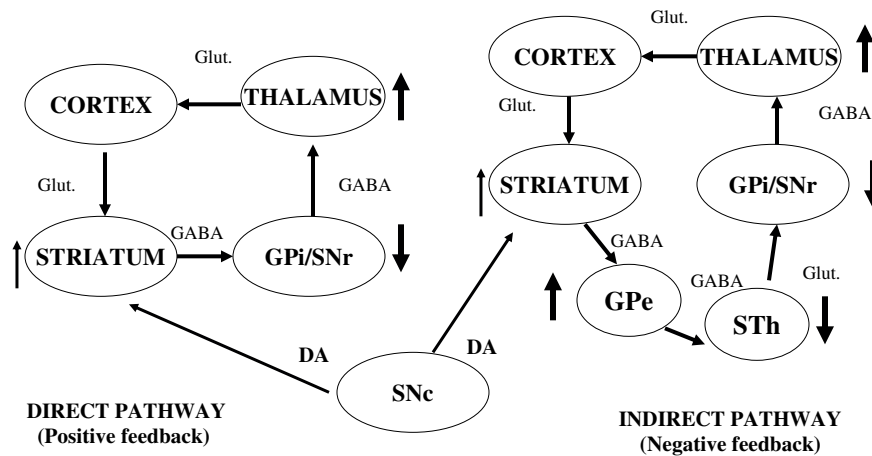 Glut.
CORTEX
THALAMUS
Glut.
GABA
STRIATUM
GABA
GPi/SNr
DA
SNc
DIRECT PATHWAY
(Positive feedback)
Glut.
CORTEX
THALAMUS
Glut.
GABA
STRIATUM
GPi/SNr
GABA
GPe
GABA
Glut.
STh
DA
INDIRECT PATHWAY
(Negative feedback)